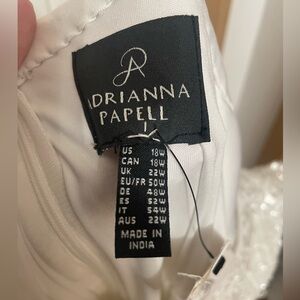 ADRIANNA
PAPELL
US 18W
CAN 18W
UK 22W
EU/FR 50W
DE 48W
ES 52W
IT 54W
AUS 22W
MADE IN
INDIA